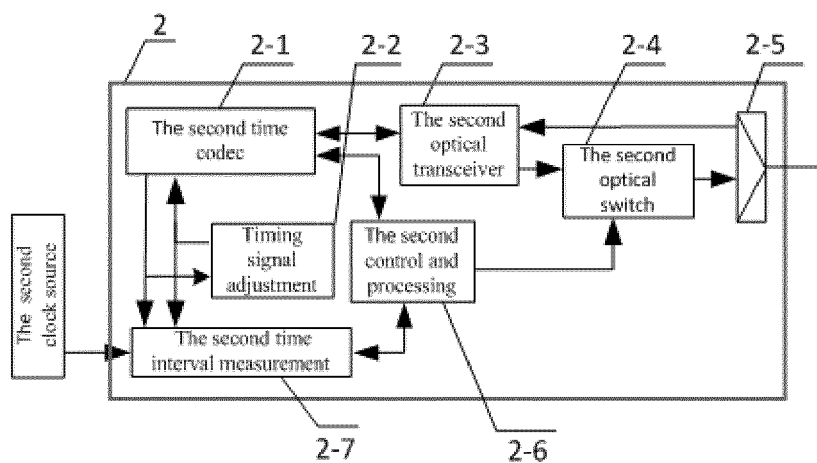 2
2-1
2-2
2-3
2-4
2-5
The second time
codec
The second
optical
transceiver
The second
optical
switch
Timing
signal
adjustment
The second
control and
processing
The second
clock source
The second time
interval measurement
2-7
2-6